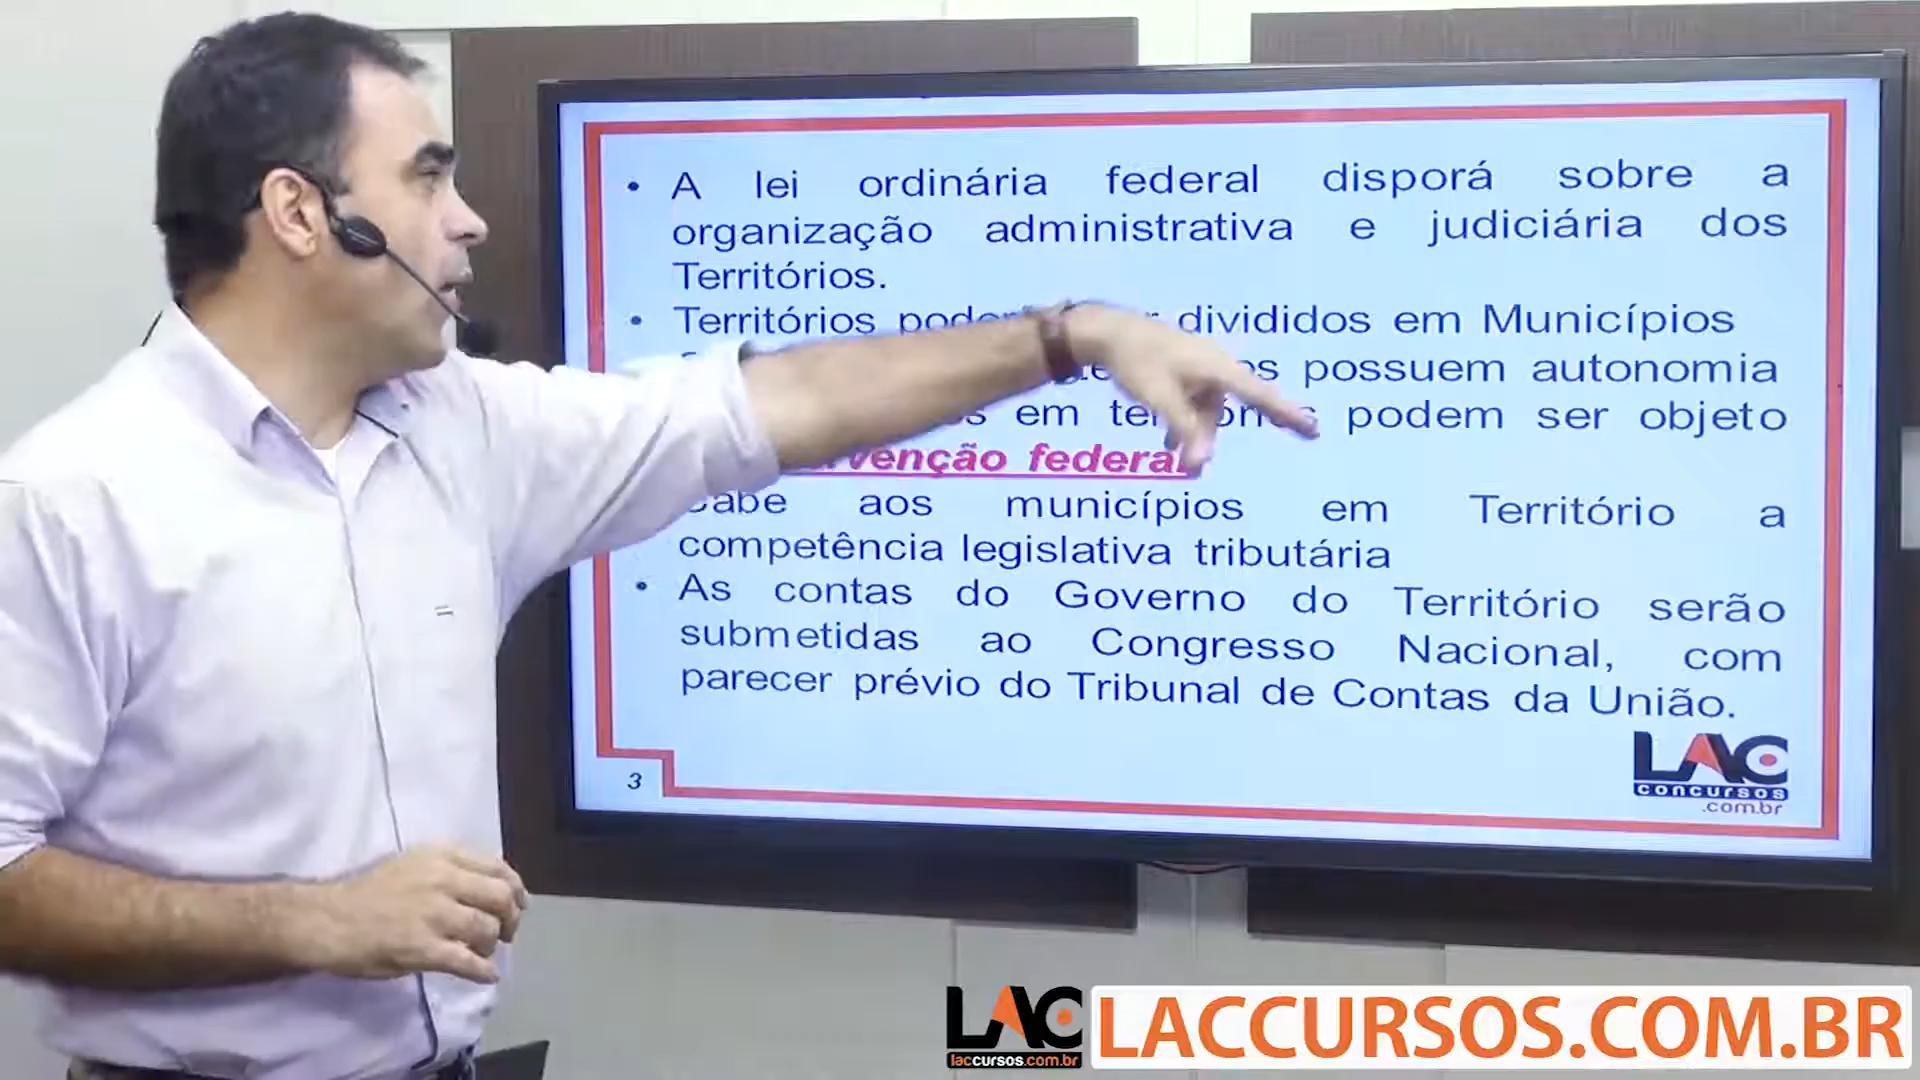 • A lei ordinária federal disporá sobre a
organização administrativa e judiciária dos
Territórios.
• Territórios divididos em Municípios
possuem autonomia
em podem ser objeto
federal
aos municípios em Território a
competência legislativa tributária
• As contas do Governo do Território serão
submetidas ao Congresso Nacional, com
parecer prévio do Tribunal de Contas da União.
3
LAC
concursos
.com.br
LAC
laccursos.com.br
LACCURSOS.COM.BR